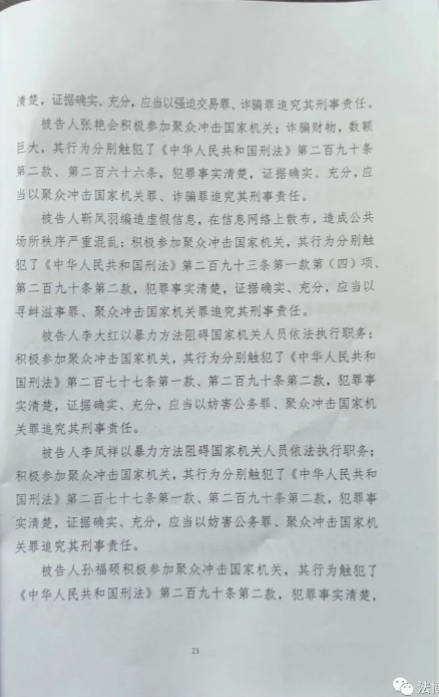 清楚，证据确实、充分，应当以强迫交易罪、诈骗罪追究其刑事责任。
被告人张艳会积极参加聚众冲击国家机关；诈骗财物，数额
巨大，其行为分别触犯了《中华人民共和国刑法》第二百九十条
第二款、第二百六十六条，犯罪事实清楚，证据确实、充分，应
当以聚众冲击国家机关罪、诈骗罪追究其刑事责任。
被告人靳凤羽编造虚假信息，在信息网络上散布，造成公共
场所秩序严重混乱；积极参加聚众冲击国家机关，其行为分别触
犯了《中华人民共和国刑法》第二百九十三条第一款第（四）项、
第二百九十条第二款，犯罪事实清楚，证据确实、充分，应当以
寻衅滋事罪、聚众冲击国家机关罪追究其刑事责任。
被告人李大红以暴力方法阻碍国家机关人员依法执行职务；
积极参加聚众冲击国家机关，其行为分别触犯了《中华人民共和
国刑法》第二百七十七条第一款、第二百九十条第二款，犯罪事
实清楚，证据确实、充分，应当以妨害公务罪、聚众冲击国家机
关罪追究其刑事责任。
被告人李凤祥以暴力方法阻碍国家机关人员依法执行职务；
积极参加聚众冲击国家机关，其行为分别触犯了《中华人民共和
国刑法》第二百七十七条第一款、第二百九十条第二款，犯罪事
实清楚，证据确实、充分，应当以妨害公务罪、聚众冲击国家机
关罪追究其刑事责任。
被告人孙福硕积极参加聚众冲击国家机关，其行为触犯了
《中华人民共和国刑法》第二百九十条第二款，犯罪事实清楚，
23